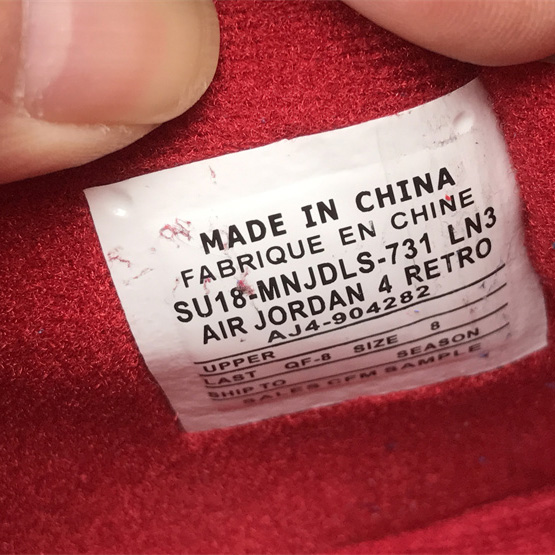 MADE IN CHINA
FABRIQUE EN CHINE
SU18-MNJDLS-731 LN3
AIR JORDAN 4 RETRO
AJ4-904282
UPPER
LAST QF-8 SIZE 8
SHIP TO SEASON
SALES CFM SAMPLE